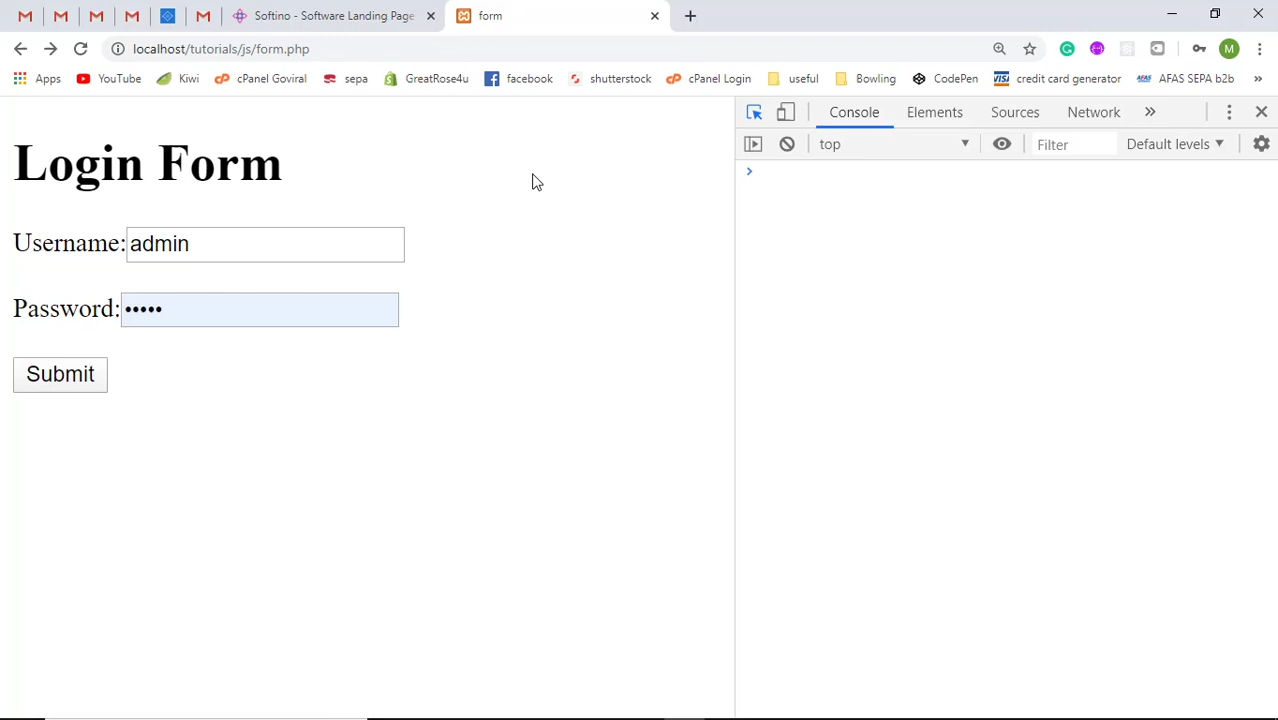 Softino - Software Landing Page
form
localhost/tutorials/js/form.php
M
Apps
YouTube
Kiwi
cPanel Goviral
sepa
GreatRose4u
facebook
shutterstock
cPanel Login
useful
Bowling
CodePen
VISA
credit card generator
AFAS
AFAS SEPA b2b
»
Console
Elements
Sources
Network
»
top
Filter
Default levels
Login Form
Username: admin
Password: •••••
Submit